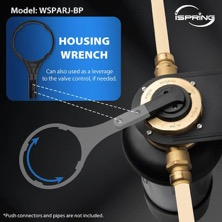 Model: WSPARJ-BP
iSPRING
HOUSING
WRENCH
Can also used as a leverage
to the valve control, if needed.
*Push connectors and pipes are not included.